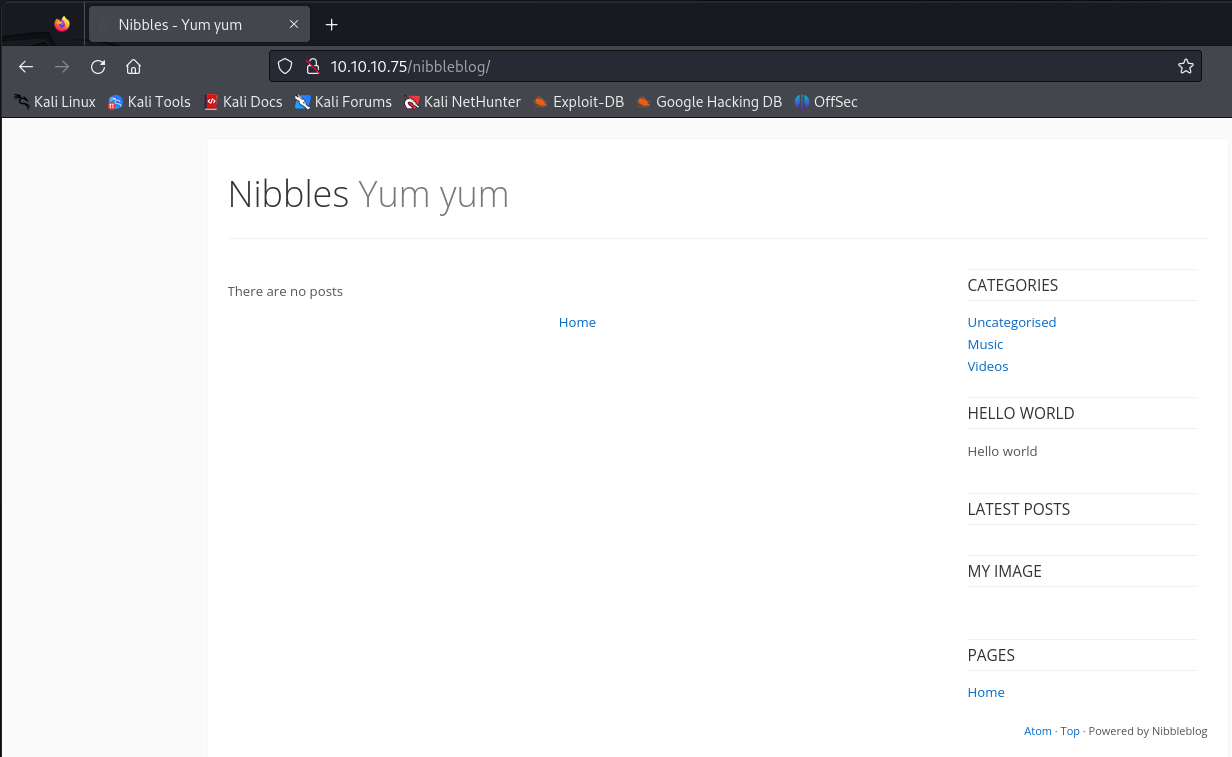 Nibbles - Yum yum
10.10.10.75/nibbleblog/
Kali Linux Kali Tools Kali Docs Kali Forums Kali NetHunter Exploit-DB Google Hacking DB OffSec
Nibbles Yum yum
There are no posts
Home
CATEGORIES
Uncategorised
Music
Videos
HELLO WORLD
Hello world
LATEST POSTS
MY IMAGE
PAGES
Home
Atom · Top · Powered by Nibbleblog